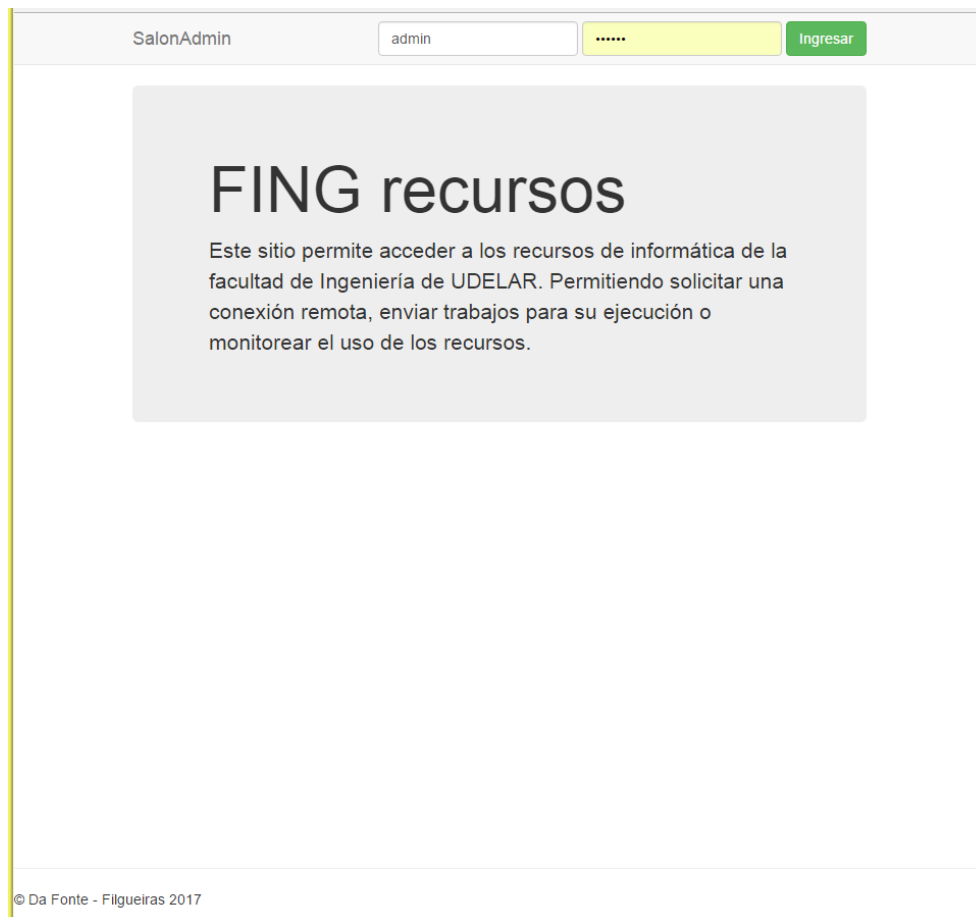 SalonAdmin admin •••••• Ingresar
FING recursos
Este sitio permite acceder a los recursos de informática de la
facultad de Ingeniería de UDELAR. Permitiendo solicitar una
conexión remota, enviar trabajos para su ejecución o
monitorear el uso de los recursos.
© Da Fonte - Filgueiras 2017